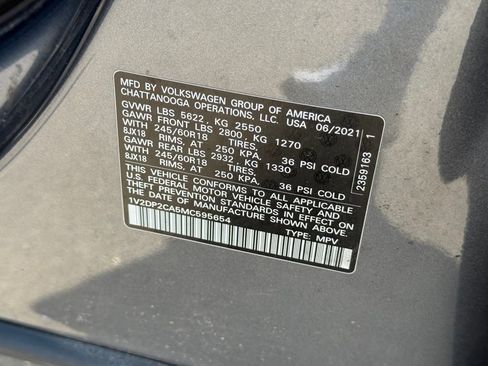 MFD BY VOLKSWAGEN GROUP OF AMERICA
CHATTANOOGA OPERATIONS, LLC. USA 06/2021
GVWR LBS 5622, KG 2550
GAWR FRONT LBS 2800, KG 1270
8JX18 245/60R18 TIRES,
RIMS, AT 250 KPA, 36 PSI COLD
GAWR REAR LBS 2932, KG 1330
8JX18 245/60R18 TIRES,
RIMS, AT 250 KPA, 36 PSI COLD
THIS VEHICLE CONFORMS TO ALL APPLICABLE
U.S. FEDERAL MOTOR VEHICLE SAFETY AND
THEFT PREVENTION STANDARDS IN EFFECT ON
THE DATE OF MANUFACTURE SHOWN ABOVE.
1V2DP2CA5MC595654
TYPE: MPV
2359163 1